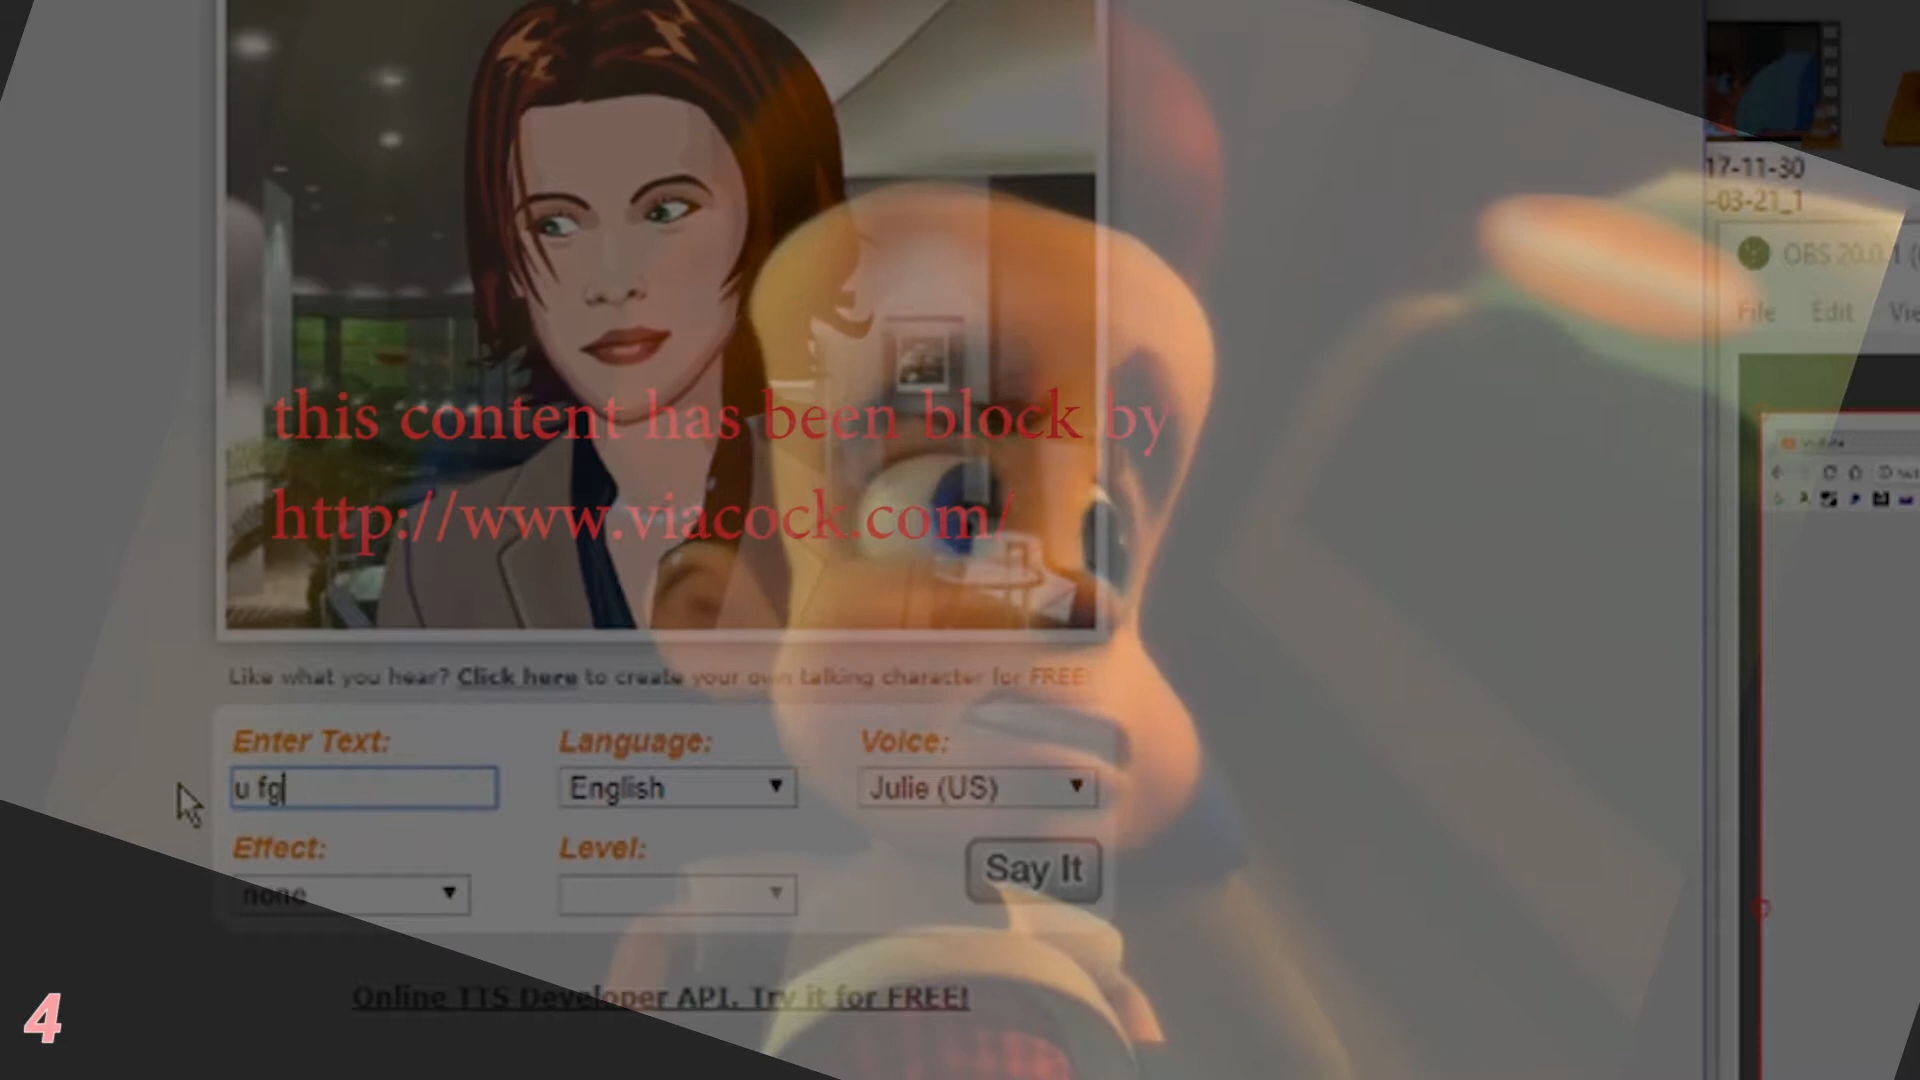 17-11-30
-03-21_1
OBS 20.0.1 (
File Edit Vie
this content has been block by
http://www.viacock.com/
Like what you hear? Click here to create your own talking character for FREE!
Enter Text: Language: Voice:
u fg English Julie (US)
Effect: Level:
none
Say It
Online TTS Developer API. Try it for FREE!
4